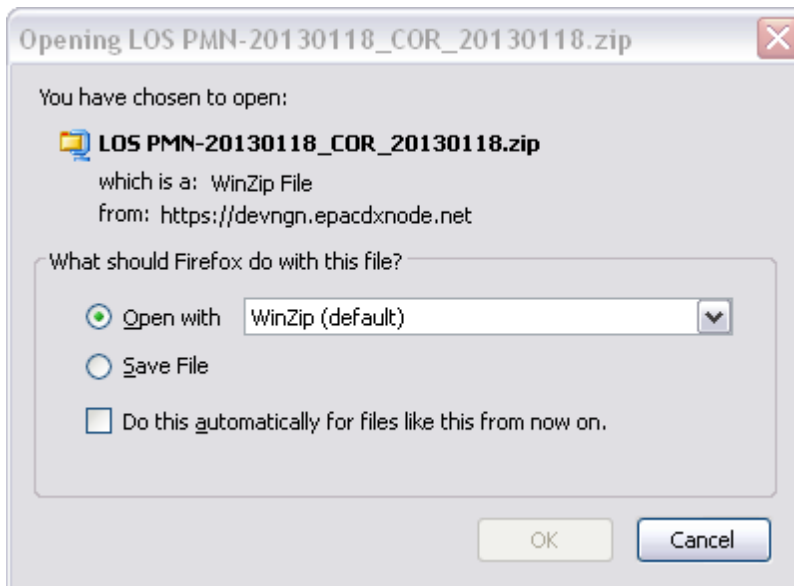 Opening LOS PMN-20130118_COR_20130118.zip
You have chosen to open:
LOS PMN-20130118_COR_20130118.zip
which is a: WinZip File
from: https://devngn.epacdxnode.net
What should Firefox do with this file?
Open with WinZip (default)
Save File
Do this automatically for files like this from now on.
OK Cancel